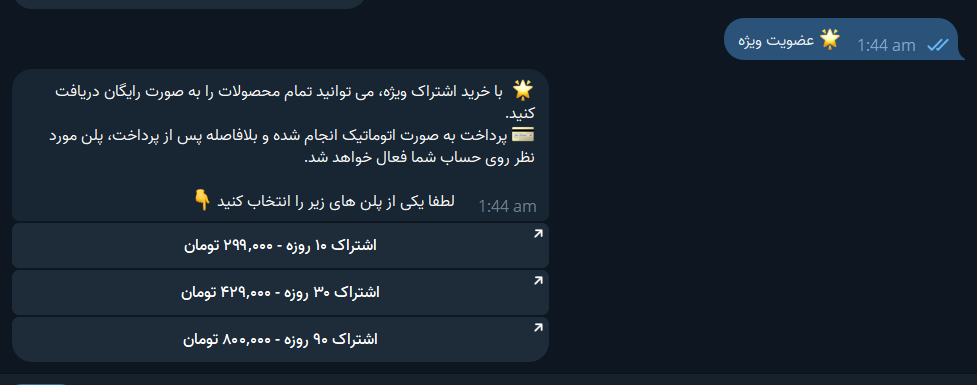 🌟 عضویت ویژه
1:44 am
🌟 با خرید اشتراک ویژه، می توانید تمام محصولات را به صورت رایگان دریافت
کنید.
💳 پرداخت به صورت اتوماتیک انجام شده و بلافاصله پس از پرداخت، پلن مورد
نظر روی حساب شما فعال خواهد شد.
لطفا یکی از پلن های زیر را انتخاب کنید 👇
1:44 am
اشتراک ۱۰ روزه - ۲۹۹,۰۰۰ تومان
اشتراک ۳۰ روزه - ۴۲۹,۰۰۰ تومان
اشتراک ۹۰ روزه - ۸۰۰,۰۰۰ تومان